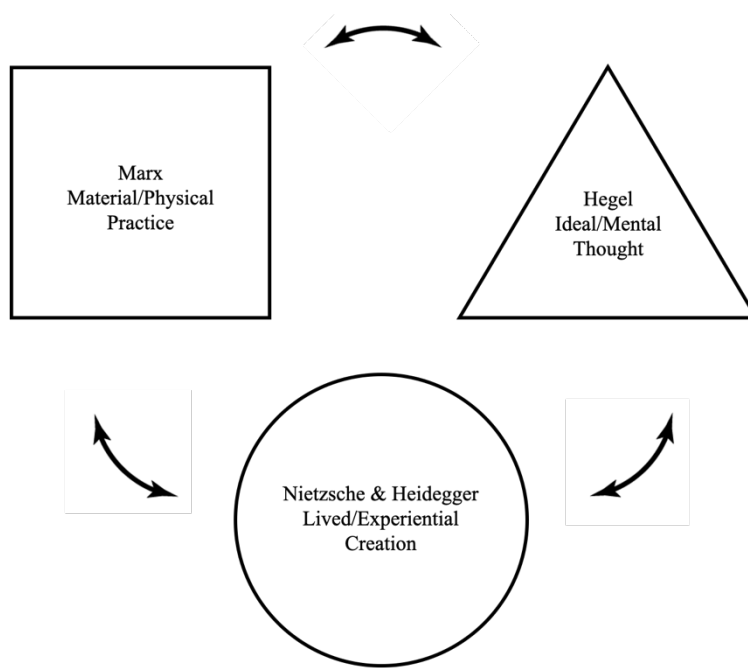 Marx
Material/Physical
Practice
Hegel
Ideal/Mental
Thought
Nietzsche & Heidegger
Lived/Experiential
Creation